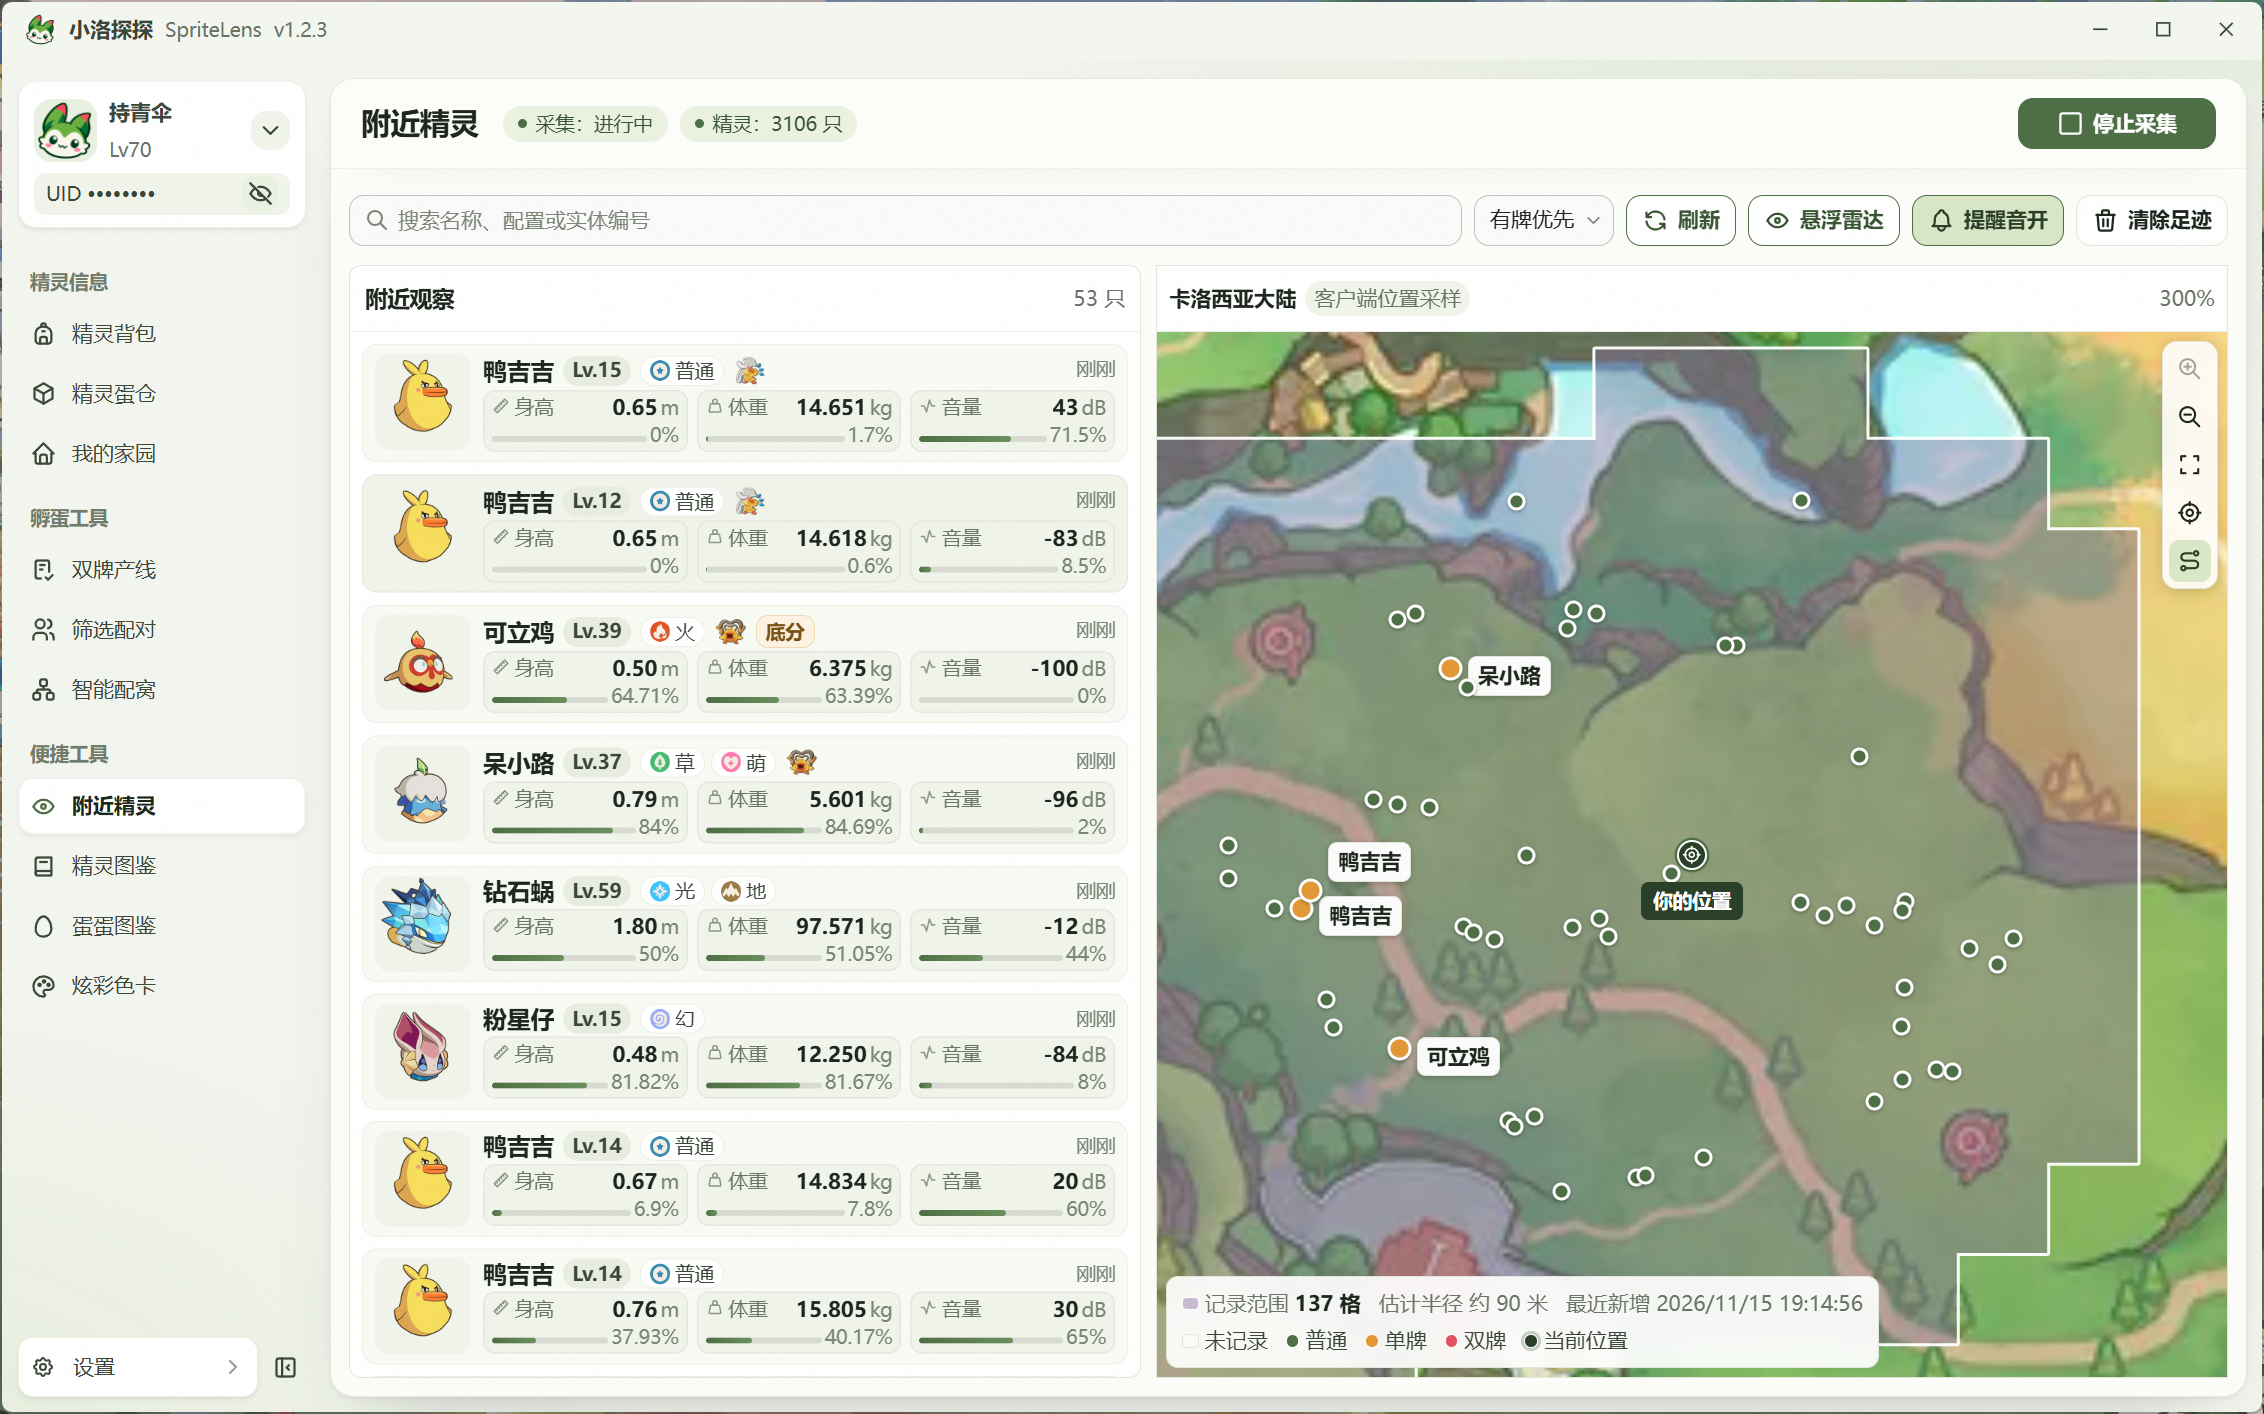 小洛探探 SpriteLens v1.2.3
持青伞
Lv70
UID ••••••••
精灵信息
精灵背包
精灵蛋仓
我的家园
孵蛋工具
双牌产线
筛选配对
智能配窝
便捷工具
附近精灵
精灵图鉴
蛋蛋图鉴
炫彩色卡
设置
附近精灵 采集：进行中 精灵：3106 只
停止采集
搜索名称、配置或实体编号
有牌优先 刷新 悬浮雷达 提醒音开 清除足迹
附近观察 53 只
鸭吉吉 Lv.15 普通 刚刚
身高 0.65 m 体重 14.651 kg 音量 43 dB
0% 1.7% 71.5%
鸭吉吉 Lv.12 普通 刚刚
身高 0.65 m 体重 14.618 kg 音量 -83 dB
0% 0.6% 8.5%
可立鸡 Lv.39 火 底分 刚刚
身高 0.50 m 体重 6.375 kg 音量 -100 dB
64.71% 63.39% 0%
呆小路 Lv.37 草 萌 刚刚
身高 0.79 m 体重 5.601 kg 音量 -96 dB
84% 84.69% 2%
钻石蜗 Lv.59 光 地 刚刚
身高 1.80 m 体重 97.571 kg 音量 -12 dB
50% 51.05% 44%
粉星仔 Lv.15 幻 刚刚
身高 0.48 m 体重 12.250 kg 音量 -84 dB
81.82% 81.67% 8%
鸭吉吉 Lv.14 普通 刚刚
身高 0.67 m 体重 14.834 kg 音量 20 dB
6.9% 7.8% 60%
鸭吉吉 Lv.14 普通 刚刚
身高 0.76 m 体重 15.805 kg 音量 30 dB
37.93% 40.17% 65%
卡洛西亚大陆 客户端位置采样 300%
呆小路
鸭吉吉
鸭吉吉
你的位置
可立鸡
记录范围 137 格 估计半径 约 90 米 最近新增 2026/11/15 19:14:56
未记录 普通 单牌 双牌 当前位置